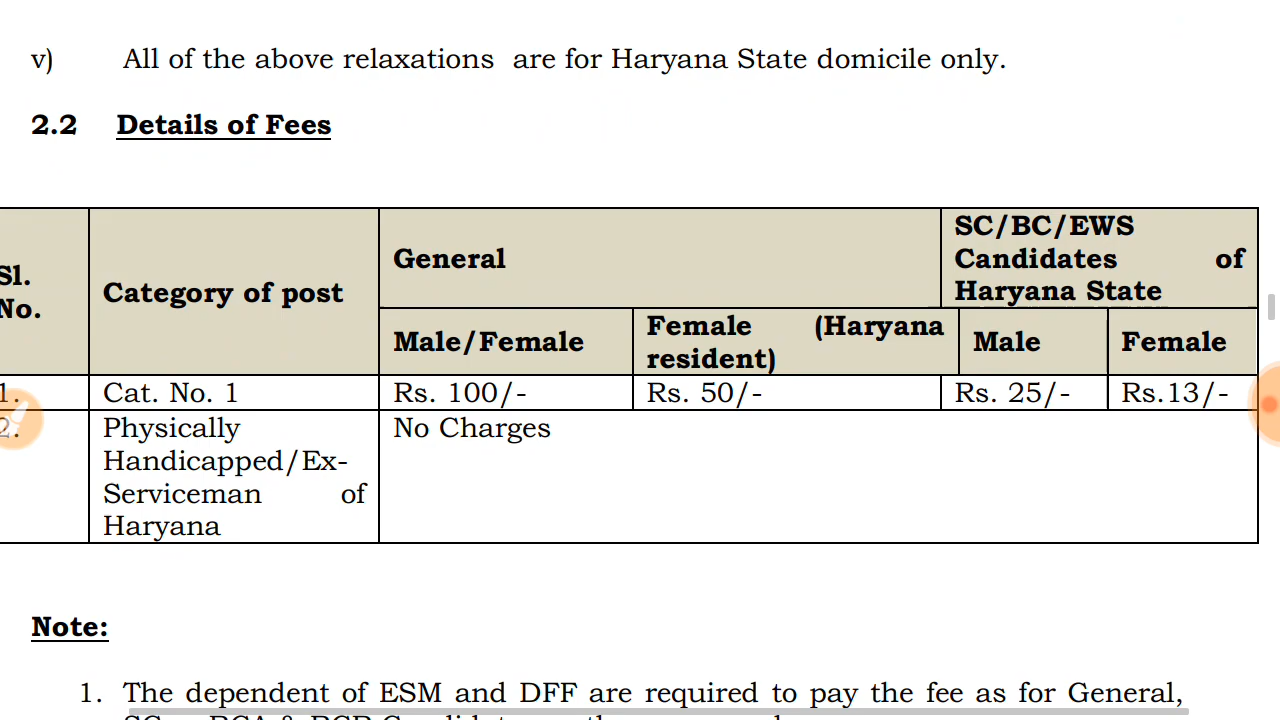 v) All of the above relaxations are for Haryana State domicile only.
2.2 Details of Fees
Sl. No.
Category of post
General
SC/BC/EWS
Candidates of
Haryana State
Male/Female
Female (Haryana
resident)
Male
Female
1. Cat. No. 1 Rs. 100/- Rs. 50/- Rs. 25/- Rs.13/-
2. Physically No Charges
Handicapped/Ex-
Serviceman of
Haryana
Note:
1. The dependent of ESM and DFF are required to pay the fee as for General,